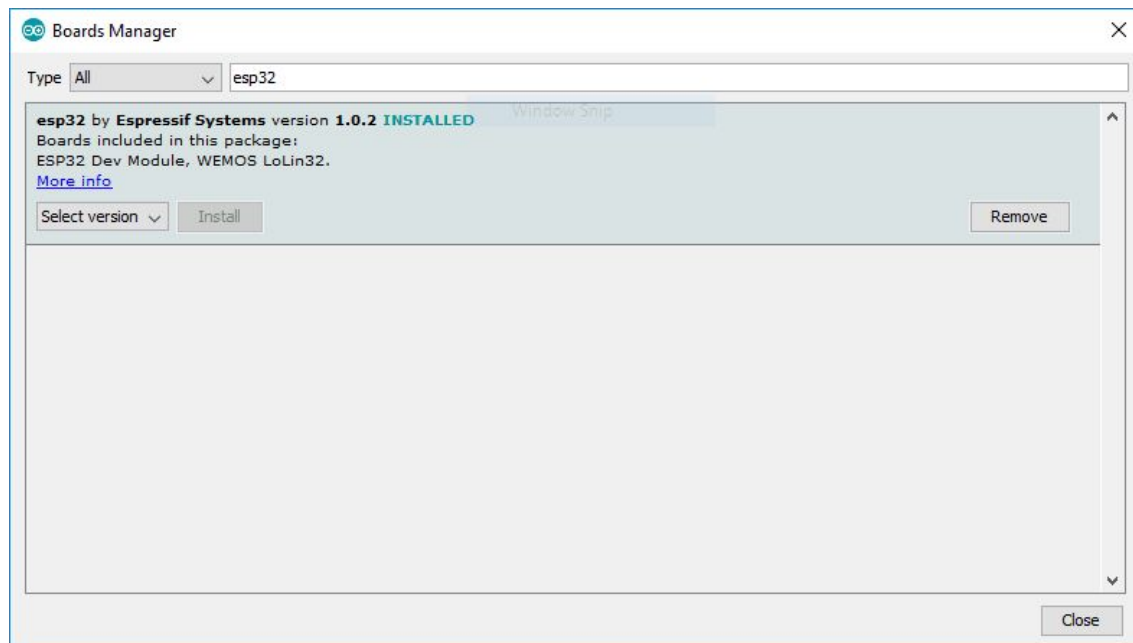 Boards Manager
Type All esp32
Window Snip
esp32 by Espressif Systems version 1.0.2 INSTALLED
Boards included in this package:
ESP32 Dev Module, WEMOS LoLin32.
More info
Select version Install Remove
Close